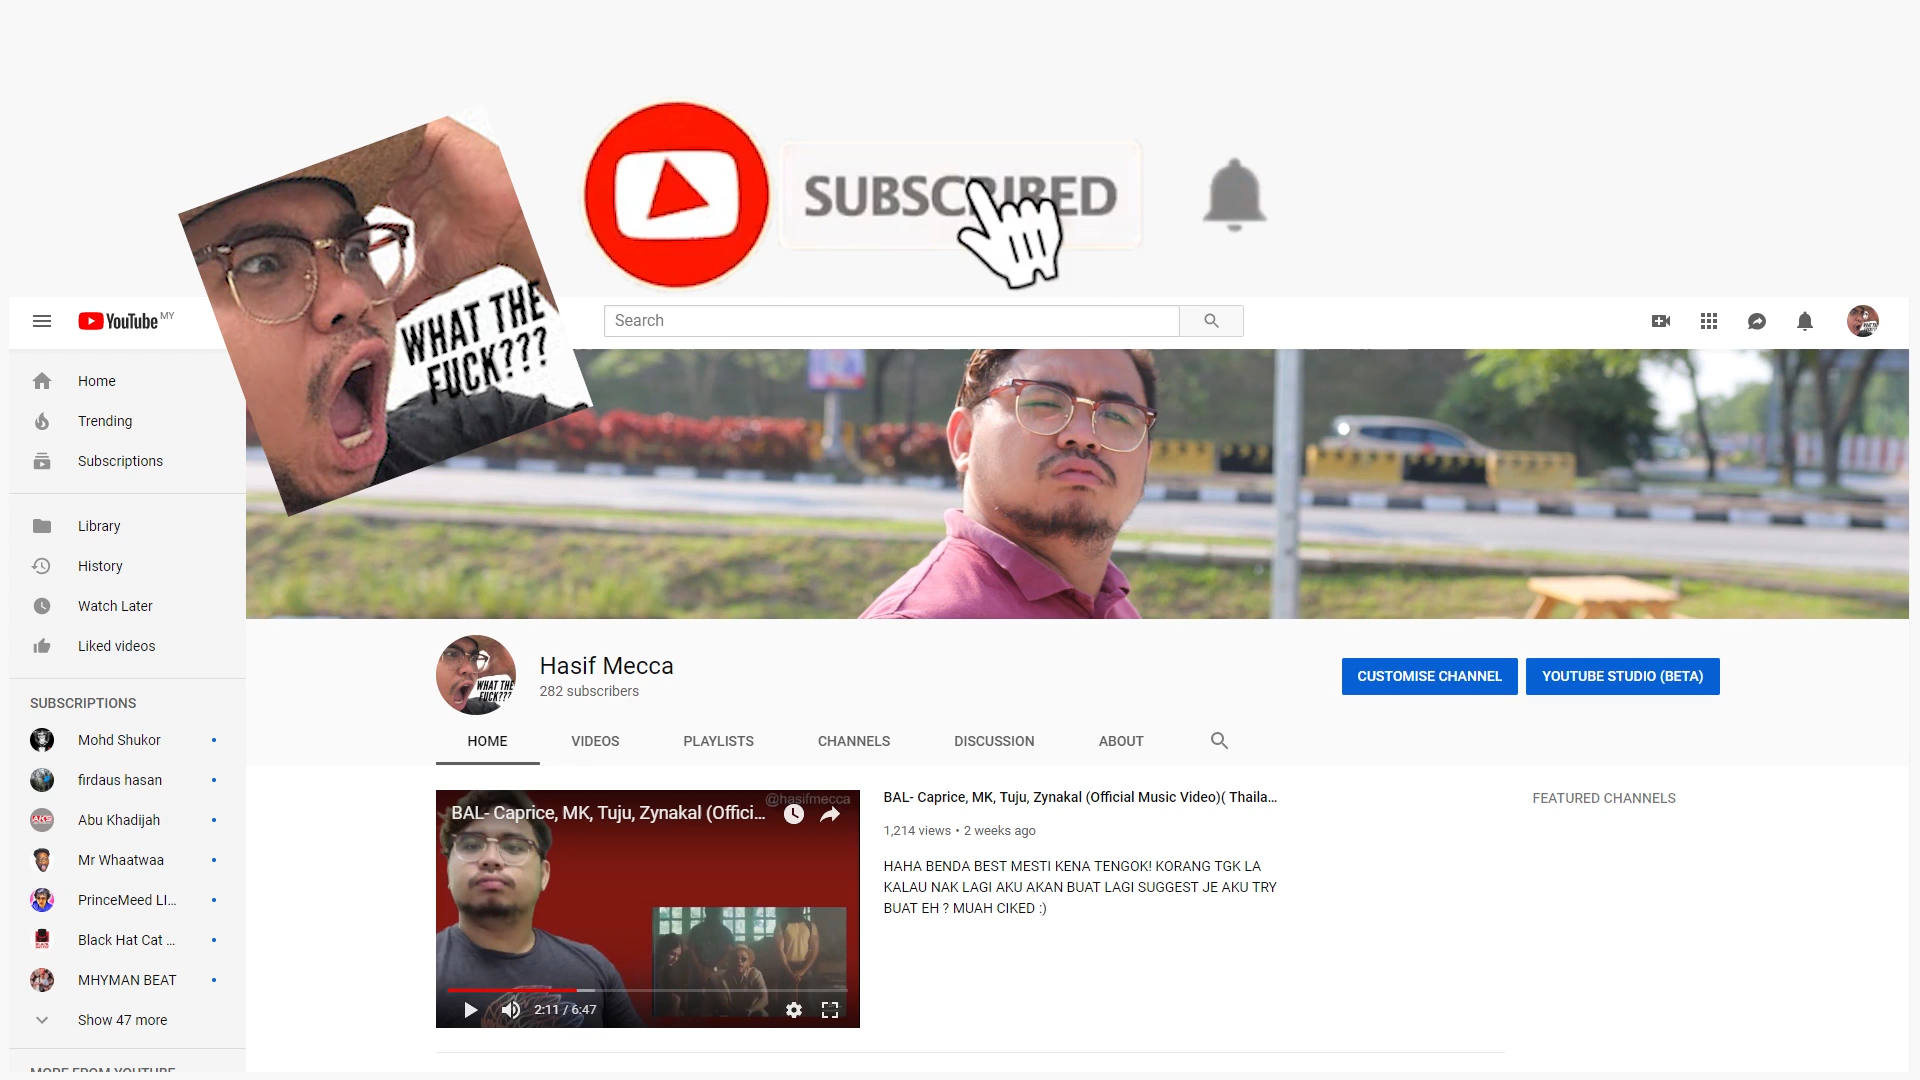 SUBSCRIBED
WHAT THE
FUCK???
YouTube MY
Search
Home
Trending
Subscriptions
Library
History
Watch Later
Liked videos
SUBSCRIPTIONS
Mohd Shukor
firdaus hasan
Abu Khadijah
Mr Whaatwaa
PrinceMeed LI...
Black Hat Cat ...
MHYMAN BEAT
Show 47 more
MORE FROM YOUTUBE
WHAT THE
FUCK???
Hasif Mecca
282 subscribers
CUSTOMISE CHANNEL
YOUTUBE STUDIO (BETA)
HOME
VIDEOS
PLAYLISTS
CHANNELS
DISCUSSION
ABOUT
@hasifmecca
BAL- Caprice, MK, Tuju, Zynakal (Offici...
2:11 / 6:47
BAL- Caprice, MK, Tuju, Zynakal (Official Music Video)( Thaila...
1,214 views • 2 weeks ago
HAHA BENDA BEST MESTI KENA TENGOK! KORANG TGK LA
KALAU NAK LAGI AKU AKAN BUAT LAGI SUGGEST JE AKU TRY
BUAT EH ? MUAH CIKED :)
FEATURED CHANNELS